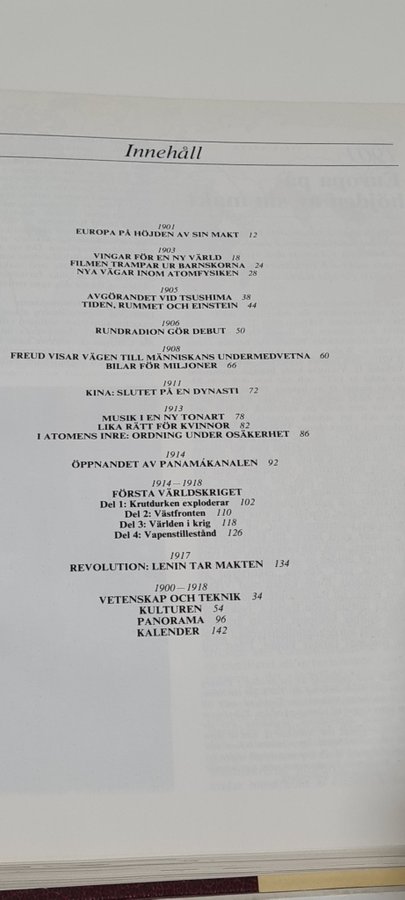 Innehåll
1901
EUROPA PÅ HÖJDEN AV SIN MAKT 12
1903
VINGAR FÖR EN NY VÄRLD 18
FILMEN TRAMPAR UR BARNSKORNA 24
NYA VÄGAR INOM ATOMFYSIKEN 28
1905
AVGÖRANDET VID TSUSHIMA 38
TIDEN, RUMMET OCH EINSTEIN 44
1906
RUNDRADION GÖR DEBUT 50
1908
FREUD VISAR VÄGEN TILL MÄNNISKANS UNDERMEDVETNA 60
BILAR FÖR MILJONER 66
1911
KINA: SLUTET PÅ EN DYNASTI 72
1913
MUSIK I EN NY TONART 78
LIKA RÄTT FÖR KVINNOR 82
I ATOMENS INRE: ORDNING UNDER OSÄKERHET 86
1914
ÖPPNANDET AV PANAMÁKANALEN 92
1914–1918
FÖRSTA VÄRLDSKRIGET
Del 1: Krutdurken exploderar 102
Del 2: Västfronten 110
Del 3: Världen i krig 118
Del 4: Vapenstillestånd 126
1917
REVOLUTION: LENIN TAR MAKTEN 134
1900–1918
VETENSKAP OCH TEKNIK 34
KULTUREN 54
PANORAMA 96
KALENDER 142